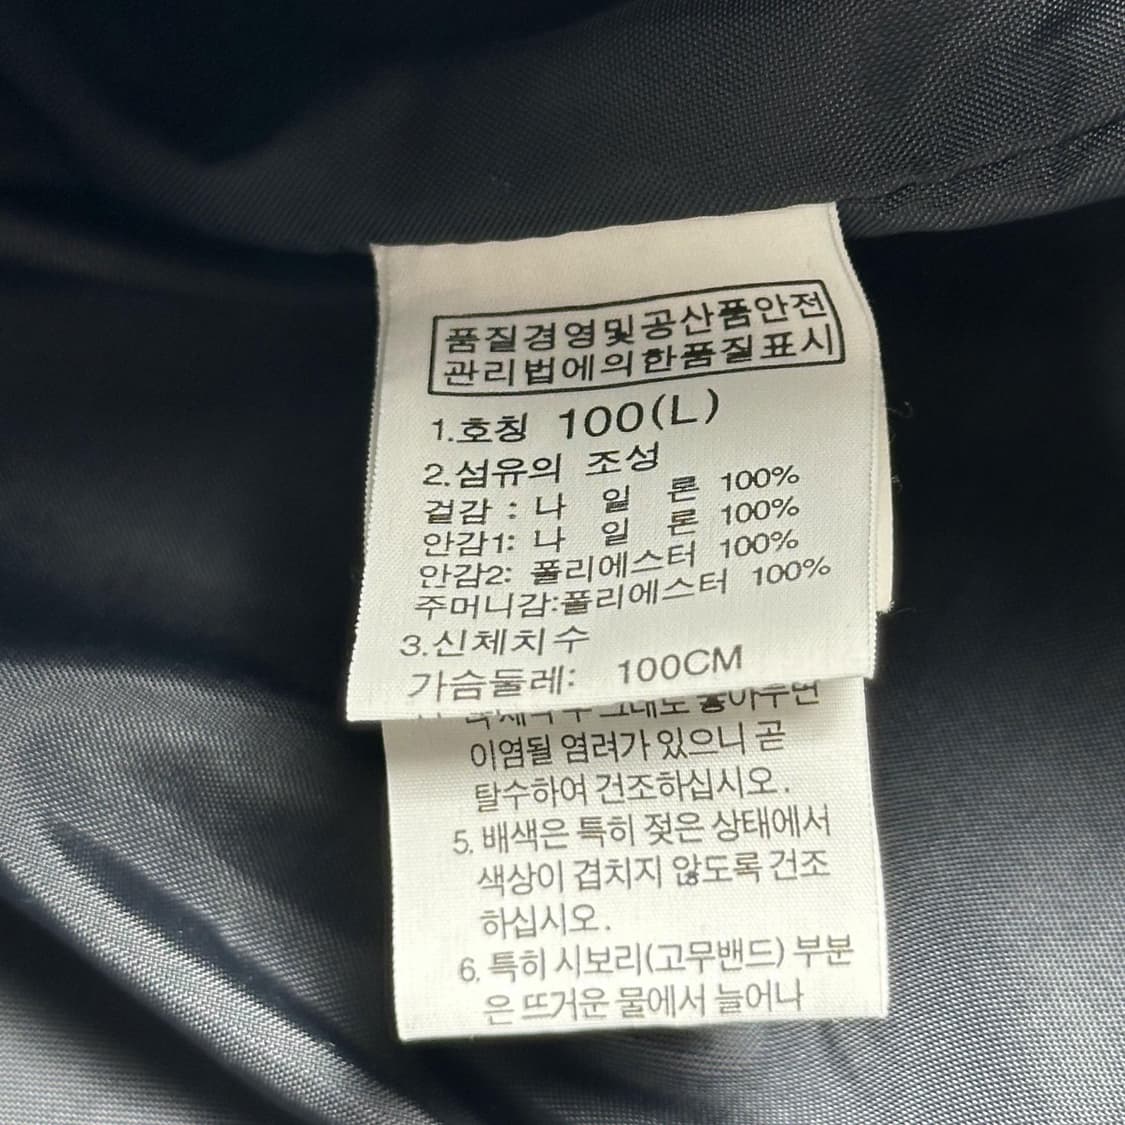 품질경영및공산품안전
관리법에의한품질표시
1.호칭 100(L)
2.섬유의 조성
겉감 : 나 일 론 100%
안감1: 나 일 론 100%
안감2: 폴리에스터 100%
주머니감:폴리에스터 100%
3.신체치수
가슴둘레: 100CM
이염될 염려가 있으니 곧
탈수하여 건조하십시오.
5. 배색은 특히 젖은 상태에서
색상이 겹치지 않도록 건조
하십시오.
6. 특히 시보리(고무밴드) 부분
은 뜨거운 물에서 늘어나